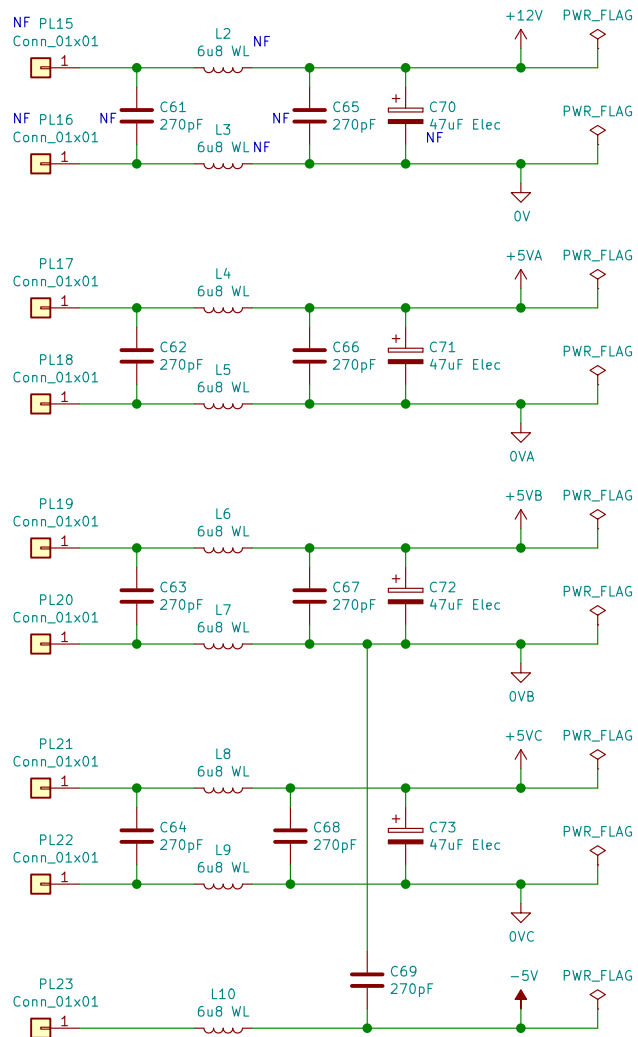 NF PL15
Conn_01x01
1
L2
6u8 WL NF
+12V
PWR_FLAG
NF PL16
Conn_01x01
1
NF C61
270pF
L3
6u8 WL NF
NF C65
270pF
+ C70
47uF Elec
NF
PWR_FLAG
0V
PL17
Conn_01x01
1
L4
6u8 WL
+5VA
PWR_FLAG
PL18
Conn_01x01
1
C62
270pF
L5
6u8 WL
C66
270pF
+ C71
47uF Elec
PWR_FLAG
0VA
PL19
Conn_01x01
1
L6
6u8 WL
+5VB
PWR_FLAG
PL20
Conn_01x01
1
C63
270pF
L7
6u8 WL
C67
270pF
+ C72
47uF Elec
PWR_FLAG
0VB
PL21
Conn_01x01
1
L8
6u8 WL
+5VC
PWR_FLAG
PL22
Conn_01x01
1
C64
270pF
L9
6u8 WL
C68
270pF
+ C73
47uF Elec
PWR_FLAG
0VC
PL23
Conn_01x01
1
L10
6u8 WL
C69
270pF
-5V
PWR_FLAG